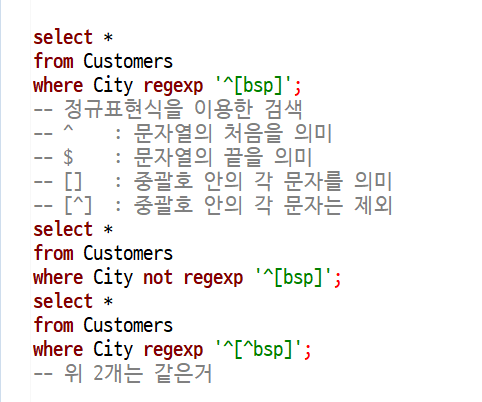 select *
from Customers
where City regexp '^[bsp]';
-- 정규표현식을 이용한 검색
-- ^   : 문자열의 처음을 의미
-- $   : 문자열의 끝을 의미
-- []  : 중괄호 안의 각 문자를 의미
-- [^] : 중괄호 안의 각 문자는 제외
select *
from Customers
where City not regexp '^[bsp]';
select *
from Customers
where City regexp '^[^bsp]';
-- 위 2개는 같은거